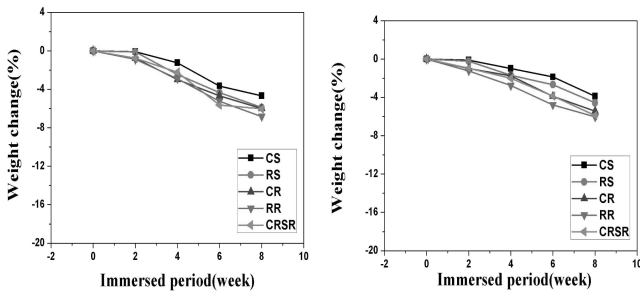 4
0
-4
-8
-12
-16
-20
Weight change(%)
CS
RS
CR
RR
CRSR
-2 0 2 4 6 8 10
Immersed period(week)
4
0
-4
-8
-12
-16
-20
Weight change(%)
CS
RS
CR
RR
CRSR
-2 0 2 4 6 8 10
Immersed period(week)